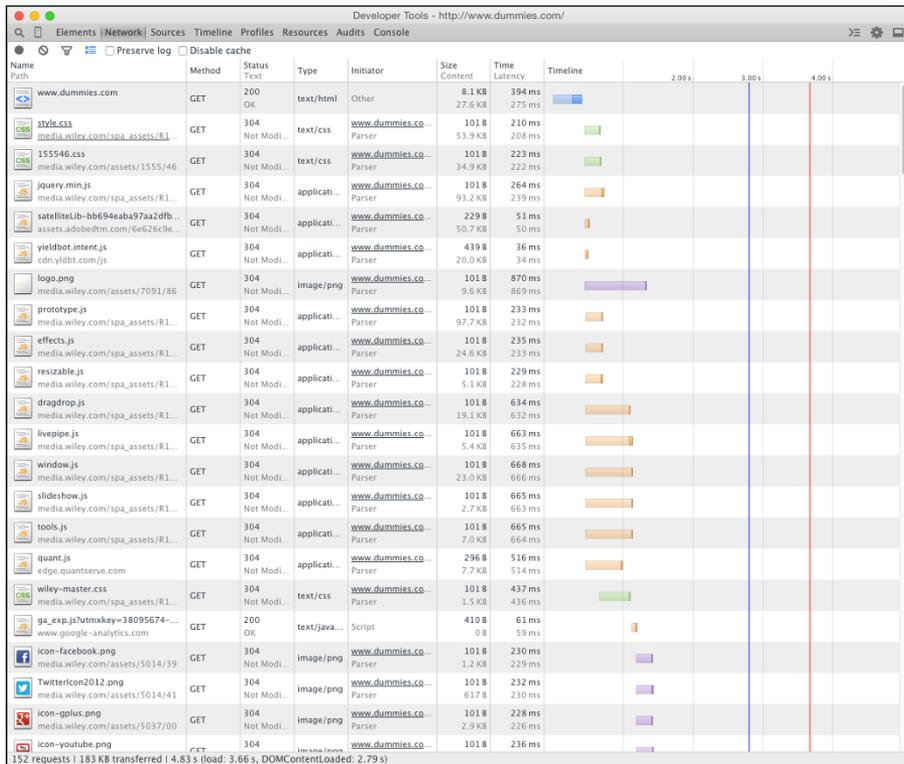 Developer Tools - http://www.dummies.com/
Elements Network Sources Timeline Profiles Resources Audits Console
Preserve log Disable cache
Name Method Status Type Initiator Size Time Timeline
Path Text Content Latency 2.00 s 3.00 s 4.00 s
www.dummies.com GET 200 text/html Other 8.1 KB 394 ms
OK 27.6 KB 275 ms
style.css GET 304 text/css www.dummies.co... 101 B 210 ms
media.wiley.com/spa_assets/R1... Not Modi... Parser 53.9 KB 208 ms
155546.css GET 304 text/css www.dummies.co... 101 B 223 ms
media.wiley.com/assets/1555/46 Not Modi... Parser 34.9 KB 222 ms
jquery.min.js GET 304 applicati... www.dummies.co... 101 B 264 ms
media.wiley.com/spa_assets/R1... Not Modi... Parser 93.2 KB 239 ms
satelliteLib-bb694eaba97aa2dfb... GET 304 applicati... www.dummies.co... 229 B 51 ms
assets.adobedtm.com/6e626c9e... Not Modi... Parser 50.7 KB 50 ms
yieldbot.intent.js GET 304 applicati... www.dummies.co... 439 B 36 ms
cdn.yldbt.com/js Not Modi... Parser 20.0 KB 34 ms
logo.png GET 304 image/png www.dummies.co... 101 B 870 ms
media.wiley.com/assets/7091/86 Not Modi... Parser 9.6 KB 869 ms
prototype.js GET 304 applicati... www.dummies.co... 101 B 233 ms
media.wiley.com/spa_assets/R1... Not Modi... Parser 97.7 KB 232 ms
effects.js GET 304 applicati... www.dummies.co... 101 B 235 ms
media.wiley.com/spa_assets/R1... Not Modi... Parser 24.6 KB 233 ms
resizable.js GET 304 applicati... www.dummies.co... 101 B 229 ms
media.wiley.com/spa_assets/R1... Not Modi... Parser 5.1 KB 228 ms
dragdrop.js GET 304 applicati... www.dummies.co... 101 B 634 ms
media.wiley.com/spa_assets/R1... Not Modi... Parser 19.1 KB 632 ms
livepipe.js GET 304 applicati... www.dummies.co... 101 B 663 ms
media.wiley.com/spa_assets/R1... Not Modi... Parser 5.4 KB 635 ms
window.js GET 304 applicati... www.dummies.co... 101 B 668 ms
media.wiley.com/spa_assets/R1... Not Modi... Parser 23.0 KB 666 ms
slideshow.js GET 304 applicati... www.dummies.co... 101 B 665 ms
media.wiley.com/spa_assets/R1... Not Modi... Parser 2.7 KB 663 ms
tools.js GET 304 applicati... www.dummies.co... 101 B 665 ms
media.wiley.com/spa_assets/R1... Not Modi... Parser 7.0 KB 664 ms
quant.js GET 304 applicati... www.dummies.co... 296 B 516 ms
edge.quantserve.com Not Modi... Parser 7.7 KB 514 ms
wiley-master.css GET 304 text/css www.dummies.co... 101 B 437 ms
media.wiley.com/spa_assets/R1... Not Modi... Parser 1.5 KB 436 ms
ga_exp.js?utmxkey=38095674-... GET 200 text/java... Script 410 B 61 ms
www.google-analytics.com OK 0 B 59 ms
icon-facebook.png GET 304 image/png www.dummies.co... 101 B 230 ms
media.wiley.com/assets/5014/39 Not Modi... Parser 1.2 KB 229 ms
TwitterIcon2012.png GET 304 image/png www.dummies.co... 101 B 232 ms
media.wiley.com/assets/5014/41 Not Modi... Parser 617 B 230 ms
icon-gplus.png GET 304 image/png www.dummies.co... 101 B 228 ms
media.wiley.com/assets/5037/00 Not Modi... Parser 2.9 KB 226 ms
icon-youtube.png GET 304 image/png www.dummies.co... 101 B 236 ms
152 requests | 183 KB transferred | 4.83 s (load: 3.66 s, DOMContentLoaded: 2.79 s)